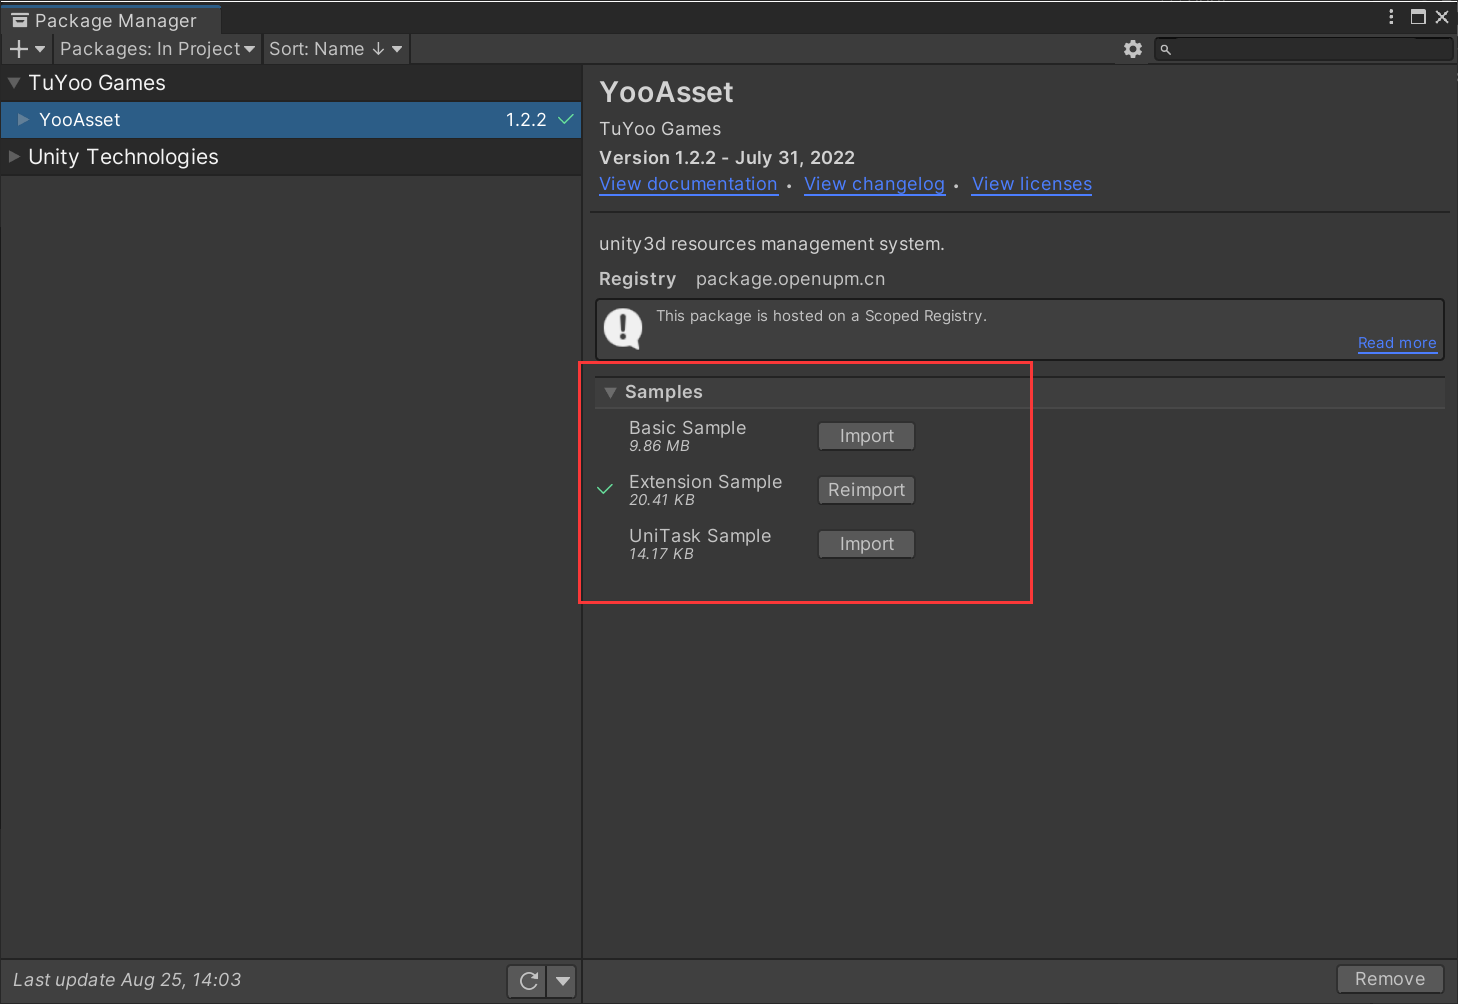 Package Manager
Packages: In Project
Sort: Name ↓
TuYoo Games
YooAsset 1.2.2
Unity Technologies
YooAsset
TuYoo Games
Version 1.2.2 - July 31, 2022
View documentation • View changelog • View licenses
unity3d resources management system.
Registry package.openupm.cn
This package is hosted on a Scoped Registry.
Read more
Samples
Basic Sample
9.86 MB
Import
Extension Sample
20.41 KB
Reimport
UniTask Sample
14.17 KB
Import
Last update Aug 25, 14:03
Remove